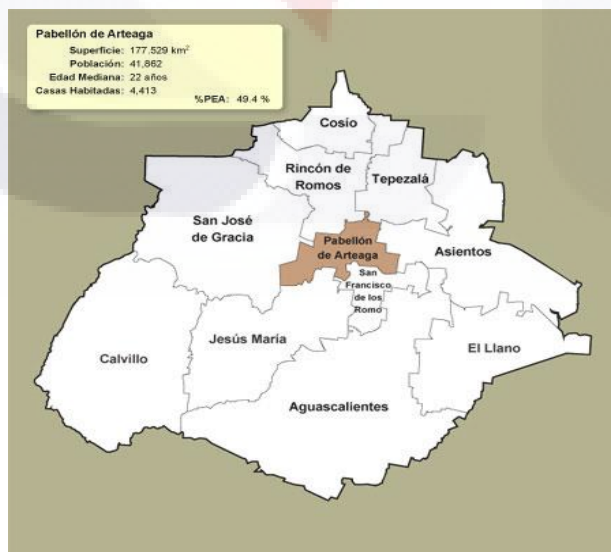 Pabellón de Arteaga
Superficie: 177.529 km²
Población: 41,862
Edad Mediana: 22 años
Casas Habitadas: 4,413
%PEA: 49.4 %
Cosío
Rincón de
Romos
Tepezalá
San José
de Gracia
Pabellón
de Arteaga
Asientos
San
Francisco
de los
Romo
Jesús María
El Llano
Calvillo
Aguascalientes